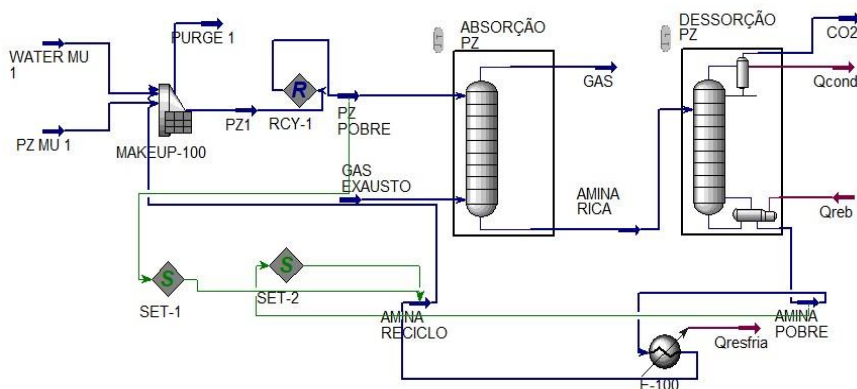 WATER MU
1
PURGE 1
PZ MU 1
MAKEUP-100
PZ1
R
RCY-1
PZ
POBRE
ABSORÇÃO
PZ
GAS
GAS
EXAUSTO
AMINA
RICA
DESSORÇÃO
PZ
CO2
Qcond
Qreb
S
SET-1
S
SET-2
AMINA
RECICLO
AMINA
POBRE
Qresfria
E-100